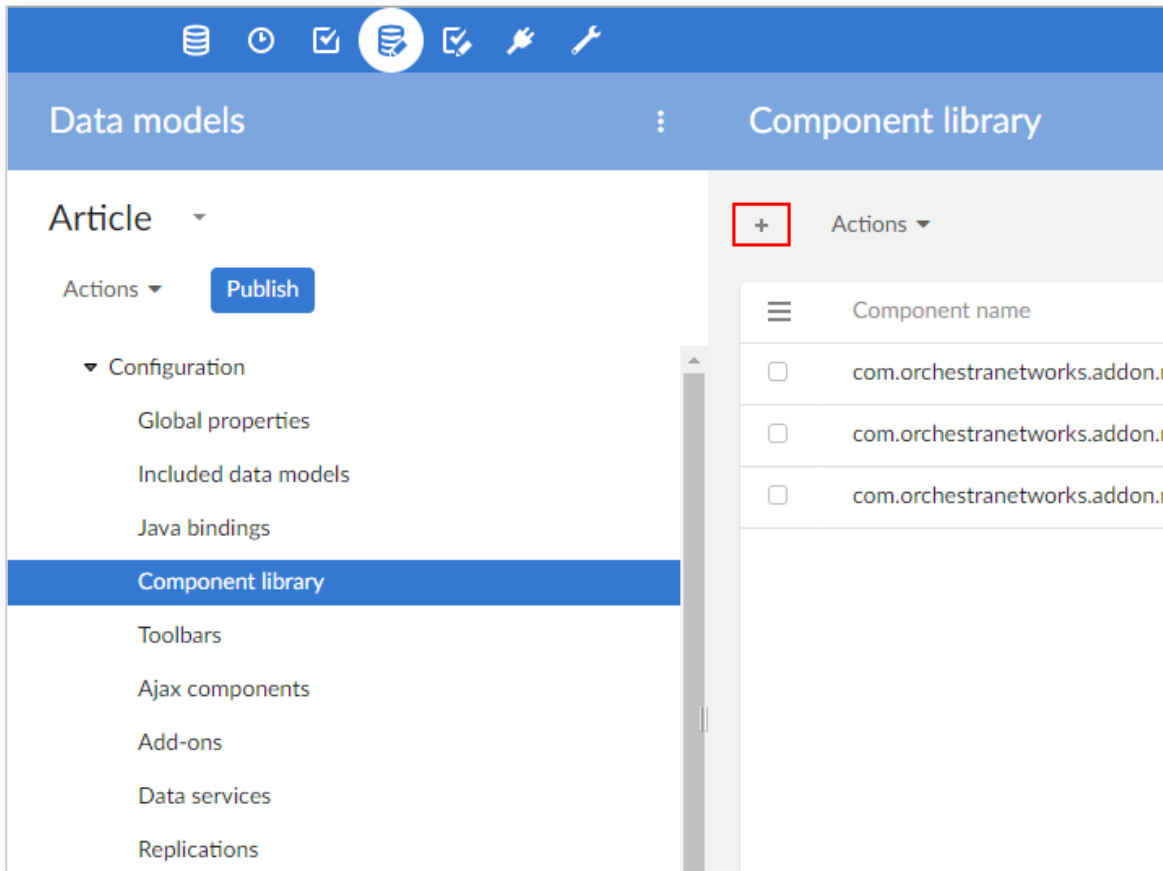 Data models
Component library
Article
Actions
Publish
Configuration
Global properties
Included data models
Java bindings
Component library
Toolbars
Ajax components
Add-ons
Data services
Replications
+
Actions
Component name
com.orchestranetworks.addon.
com.orchestranetworks.addon.
com.orchestranetworks.addon.